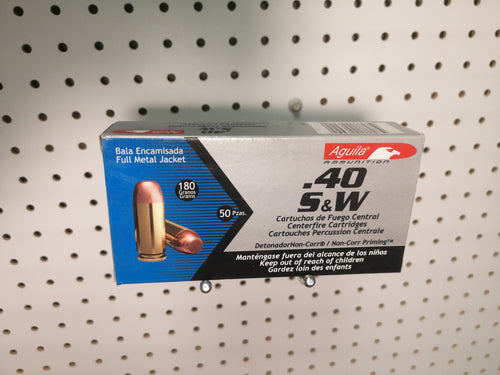 Bala Encamisada
Full Metal Jacket
180
Granos
Grains
50 Pzas.
Aguila
AMMUNITION
.40
S&W
Cartuchos de Fuego Central
Centerfire Cartridges
Cartouches Percussion Centrale
DetonadorNon-Corr® / Non-Corr Priming™
Manténgase fuera del alcance de los niños
Keep out of reach of children
Gardez loin des enfants